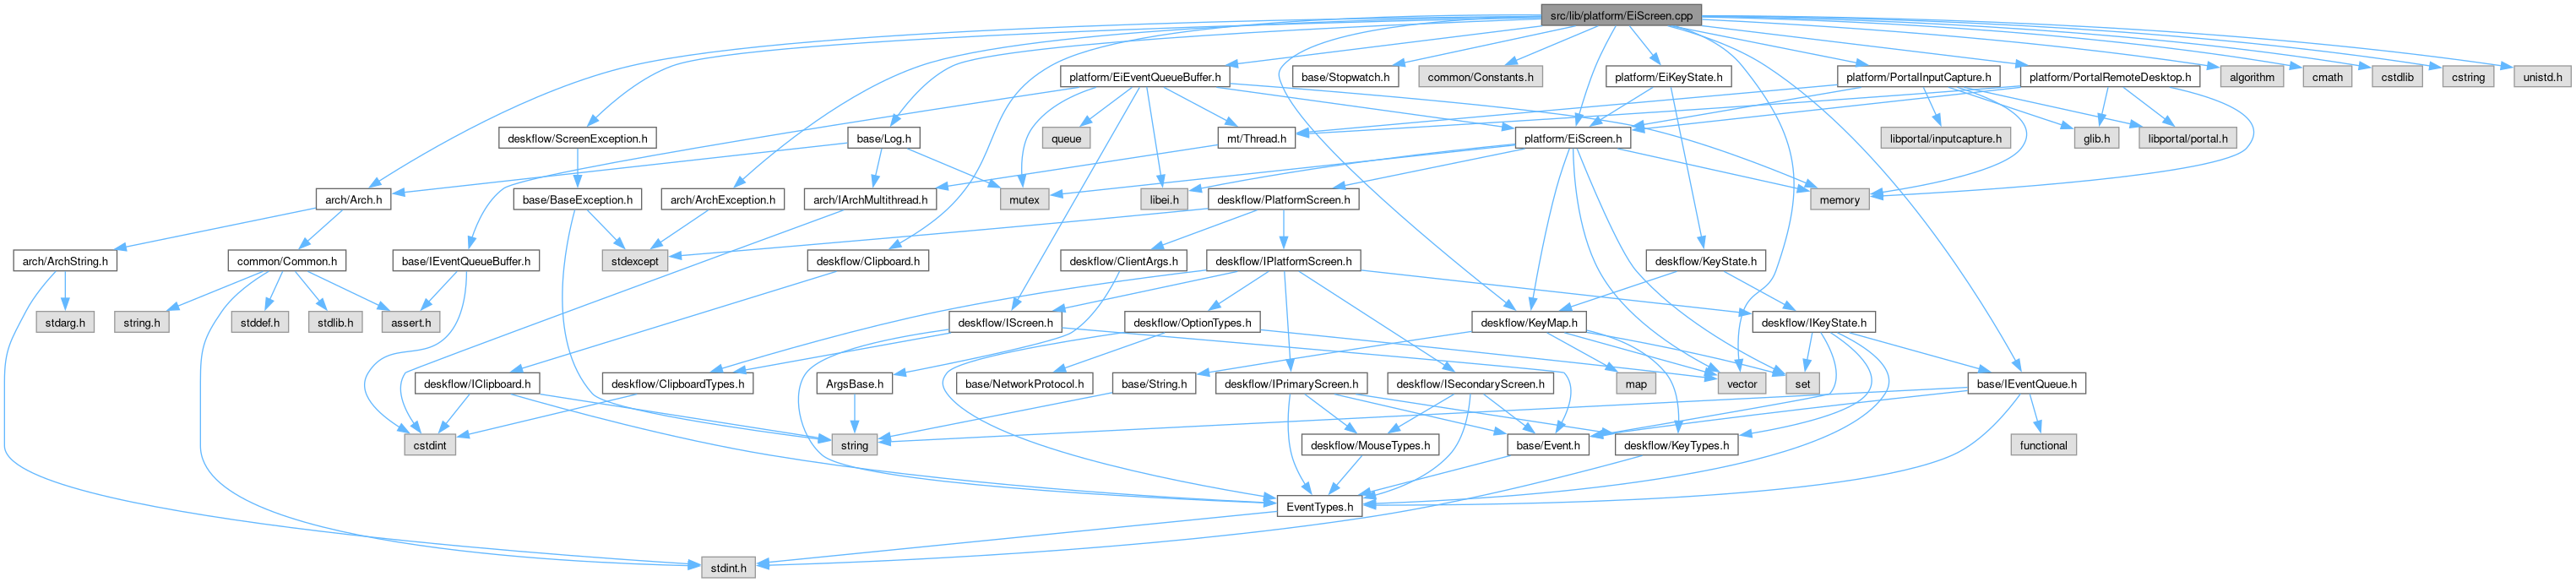 src/lib/platform/EiScreen.cpp
platform/EiEventQueueBuffer.h
base/Stopwatch.h
common/Constants.h
platform/EiKeyState.h
platform/PortalInputCapture.h
platform/PortalRemoteDesktop.h
algorithm
cmath
cstdlib
cstring
unistd.h
deskflow/ScreenException.h
base/Log.h
queue
mt/Thread.h
platform/EiScreen.h
libportal/inputcapture.h
glib.h
libportal/portal.h
arch/Arch.h
base/BaseException.h
arch/ArchException.h
arch/IArchMultithread.h
mutex
libei.h
deskflow/PlatformScreen.h
memory
arch/ArchString.h
common/Common.h
base/IEventQueueBuffer.h
stdexcept
deskflow/Clipboard.h
deskflow/ClientArgs.h
deskflow/IPlatformScreen.h
deskflow/KeyState.h
stdarg.h
string.h
stddef.h
stdlib.h
assert.h
deskflow/IScreen.h
deskflow/OptionTypes.h
deskflow/KeyMap.h
deskflow/IKeyState.h
deskflow/IClipboard.h
deskflow/ClipboardTypes.h
ArgsBase.h
base/NetworkProtocol.h
base/String.h
deskflow/IPrimaryScreen.h
deskflow/ISecondaryScreen.h
map
vector
set
base/IEventQueue.h
cstdint
string
deskflow/MouseTypes.h
base/Event.h
deskflow/KeyTypes.h
functional
EventTypes.h
stdint.h